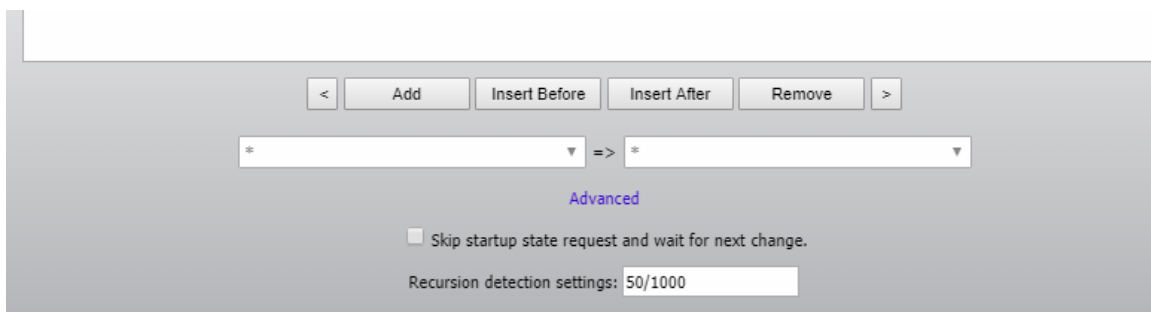 < Add Insert Before Insert After Remove >
* ▼ => * ▼
Advanced
Skip startup state request and wait for next change.
Recursion detection settings: 50/1000